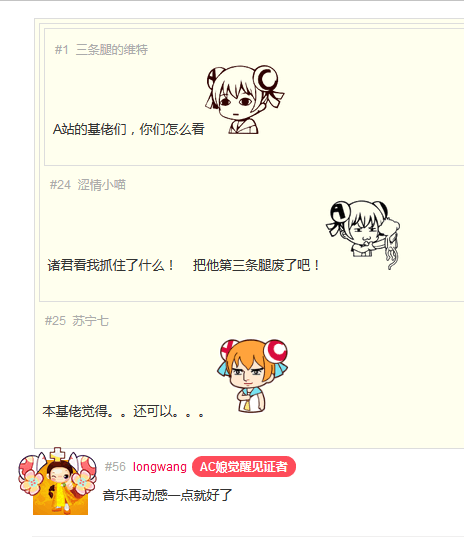 #1 三条腿的维特
A站的基佬们，你们怎么看
#24 涩情小喵
诸君看我抓住了什么！ 把他第三条腿废了吧！
#25 苏宁七
本基佬觉得。。还可以。。。
#56 longwang AC娘觉醒见证者
音乐再动感一点就好了